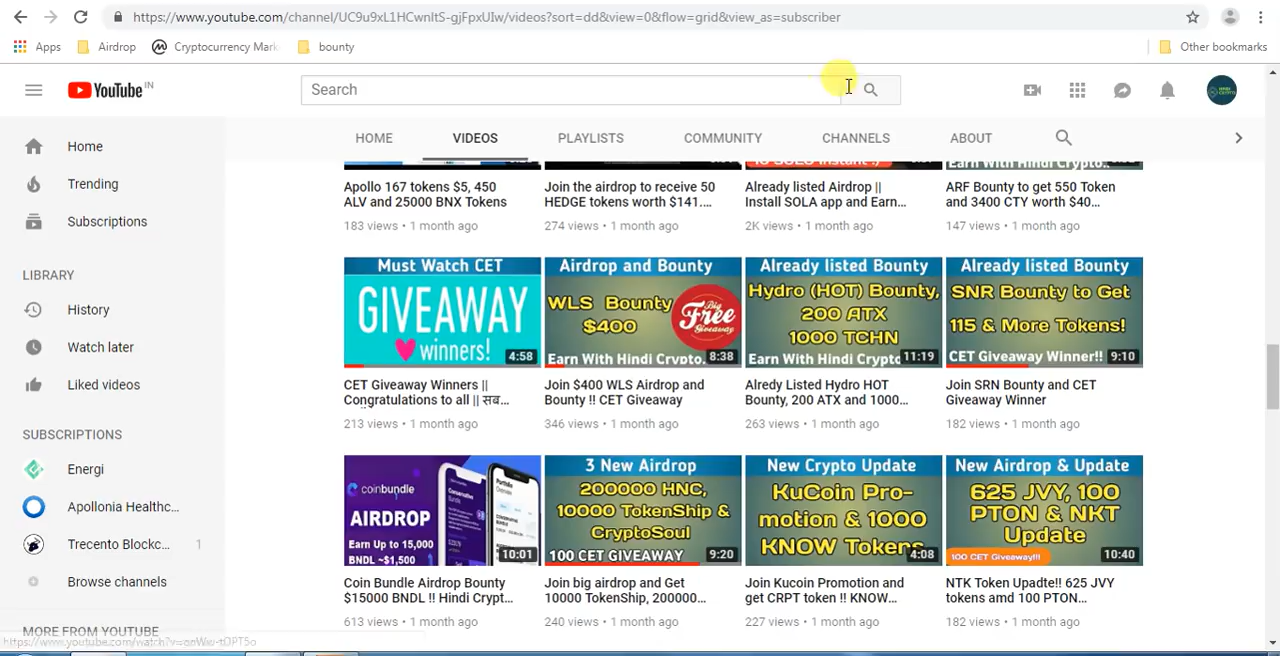 https://www.youtube.com/channel/UC9u9xL1HCwnltS-gjFpxUIw/videos?sort=dd&view=0&flow=grid&view_as=subscriber
Apps Airdrop Cryptocurrency Mark bounty Other bookmarks
YouTube IN Search
HOME VIDEOS PLAYLISTS COMMUNITY CHANNELS ABOUT
Home
Trending
Subscriptions
LIBRARY
History
Watch later
Liked videos
SUBSCRIPTIONS
Energi
Apollonia Healthc...
Trecento Blockc... 1
Browse channels
MORE FROM YOUTUBE
Earn With Hindi
Apollo 167 tokens $5, 450
ALV and 25000 BNX Tokens
183 views • 1 month ago
Join the airdrop to receive 50
HEDGE tokens worth $141....
274 views • 1 month ago
Already listed Airdrop ||
Install SOLA app and Earn...
2K views • 1 month ago
ARF Bounty to get 550 Token
and 3400 CTY worth $40...
147 views • 1 month ago
Must Watch CET
GIVEAWAY
winners!
4:58
CET Giveaway Winners ||
Congratulations to all || सब...
213 views • 1 month ago
Airdrop and Bounty
WLS Bounty
$400
Big
Free
Giveaway
Earn With Hindi Crypto.
8:38
Join $400 WLS Airdrop and
Bounty !! CET Giveaway
346 views • 1 month ago
Already listed Bounty
Hydro (HOT) Bounty,
200 ATX
1000 TCHN
Earn With Hindi Crypto
11:19
Alredy Listed Hydro HOT
Bounty, 200 ATX and 1000...
263 views • 1 month ago
Already listed Bounty
SNR Bounty to Get
115 & More Tokens!
CET Giveaway Winner!!
9:10
Join SRN Bounty and CET
Giveaway Winner
182 views • 1 month ago
coinbundle
AIRDROP
Earn Up to 15,000
BNDL ~$1,500
10:01
Coin Bundle Airdrop Bounty
$15000 BNDL !! Hindi Crypt...
613 views • 1 month ago
3 New Airdrop
200000 HNC,
10000 TokenShip &
CryptoSoul
100 CET GIVEAWAY
9:20
Join big airdrop and Get
10000 TokenShip, 200000...
240 views • 1 month ago
New Crypto Update
KuCoin Pro-
motion & 1000
KNOW Tokens
4:08
Join Kucoin Promotion and
get CRPT token !! KNOW...
227 views • 1 month ago
New Airdrop & Update
625 JVY, 100
PTON & NKT
Update
100 CET Giveaway!!!
10:40
NTK Token Upadte!! 625 JVY
tokens amd 100 PTON...
182 views • 1 month ago